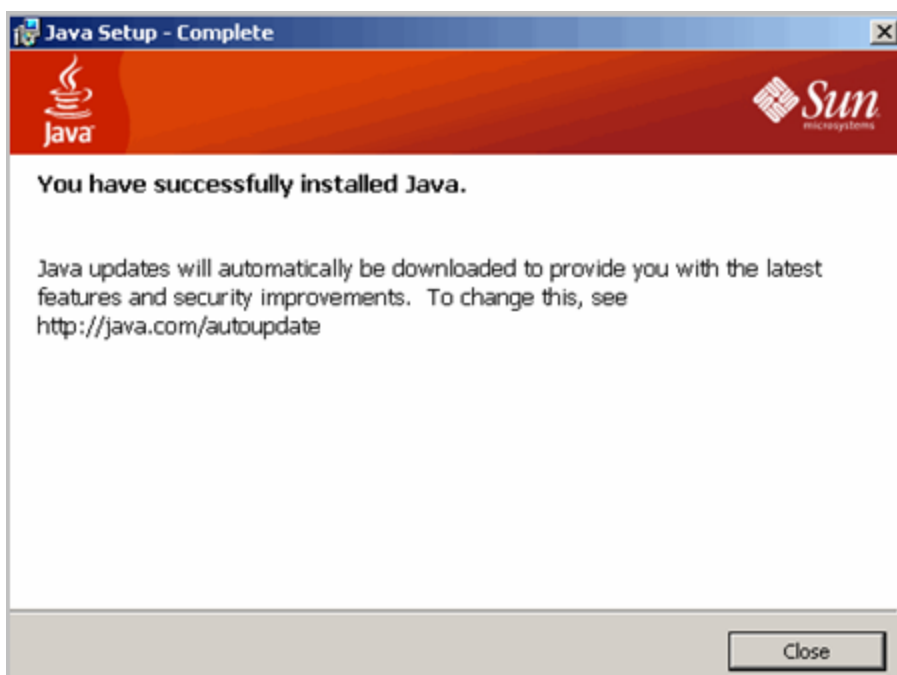 Java Setup - Complete
Java
Sun
microsystems
You have successfully installed Java.
Java updates will automatically be downloaded to provide you with the latest
features and security improvements.  To change this, see
http://java.com/autoupdate
Close